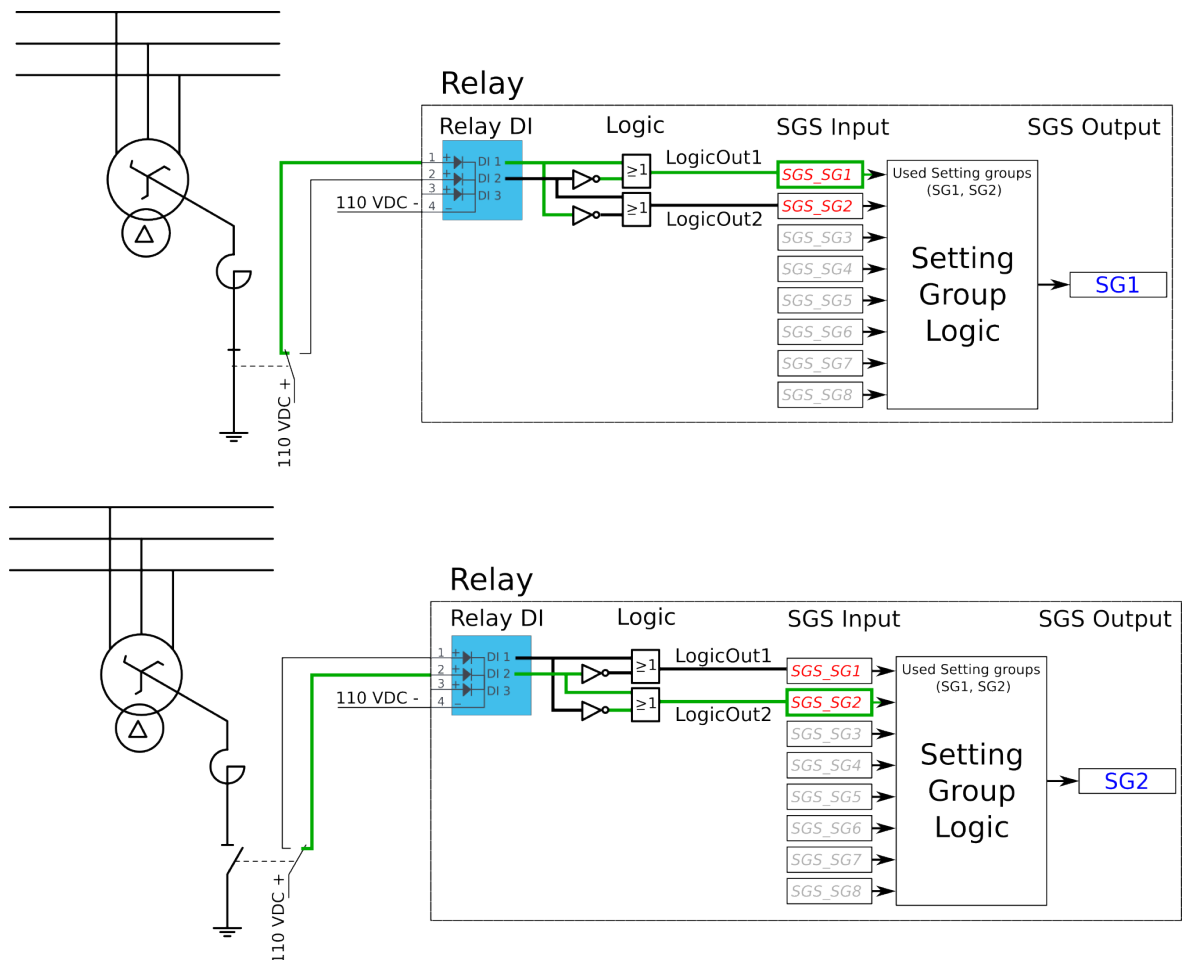 Relay
Relay DI
Logic
SGS Input
SGS Output
1 +
2 +
3 +
4 −
DI 1
DI 2
DI 3
110 VDC -
≥1
≥1
LogicOut1
LogicOut2
SGS_SG1
SGS_SG2
SGS_SG3
SGS_SG4
SGS_SG5
SGS_SG6
SGS_SG7
SGS_SG8
Used Setting groups
(SG1, SG2)
Setting
Group
Logic
SG1
110 VDC +
Relay
Relay DI
Logic
SGS Input
SGS Output
1 +
2 +
3 +
4 −
DI 1
DI 2
DI 3
110 VDC -
≥1
≥1
LogicOut1
LogicOut2
SGS_SG1
SGS_SG2
SGS_SG3
SGS_SG4
SGS_SG5
SGS_SG6
SGS_SG7
SGS_SG8
Used Setting groups
(SG1, SG2)
Setting
Group
Logic
SG2
110 VDC +